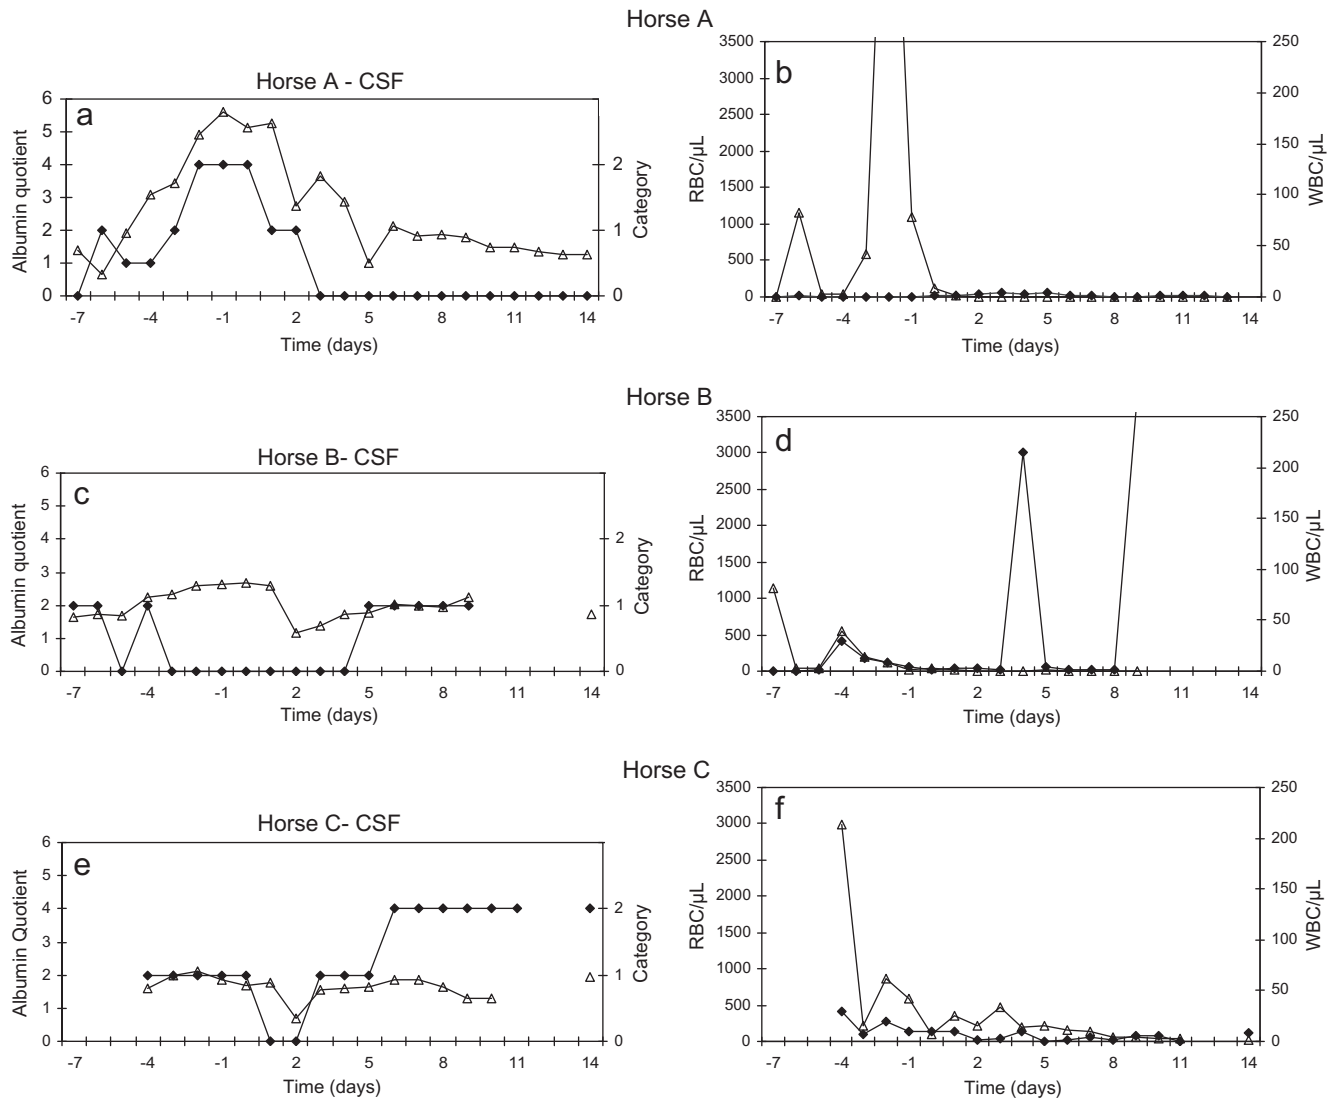 Horse A
Horse A - CSF
a
Albumin quotient
6
5
4
3
2
1
0
2
1
0
Category
-7 -4 -1 2 5 8 11 14
Time (days)
b
RBC/µL
3500
3000
2500
2000
1500
1000
500
0
250
200
150
100
50
0
WBC/µL
-7 -4 -1 2 5 8 11 14
Time (days)
Horse B
Horse B- CSF
c
Albumin quotient
6
5
4
3
2
1
0
2
1
0
Category
-7 -4 -1 2 5 8 11 14
Time (days)
d
RBC/µL
3500
3000
2500
2000
1500
1000
500
0
250
200
150
100
50
0
WBC/µL
-7 -4 -1 2 5 8 11 14
Time (days)
Horse C
Horse C- CSF
e
Albumin Quotient
6
5
4
3
2
1
0
2
1
0
Category
-7 -4 -1 2 5 8 11 14
Time (days)
f
RBC/µL
3500
3000
2500
2000
1500
1000
500
0
250
200
150
100
50
0
WBC/µL
-7 -4 -1 2 5 8 11 14
Time (days)